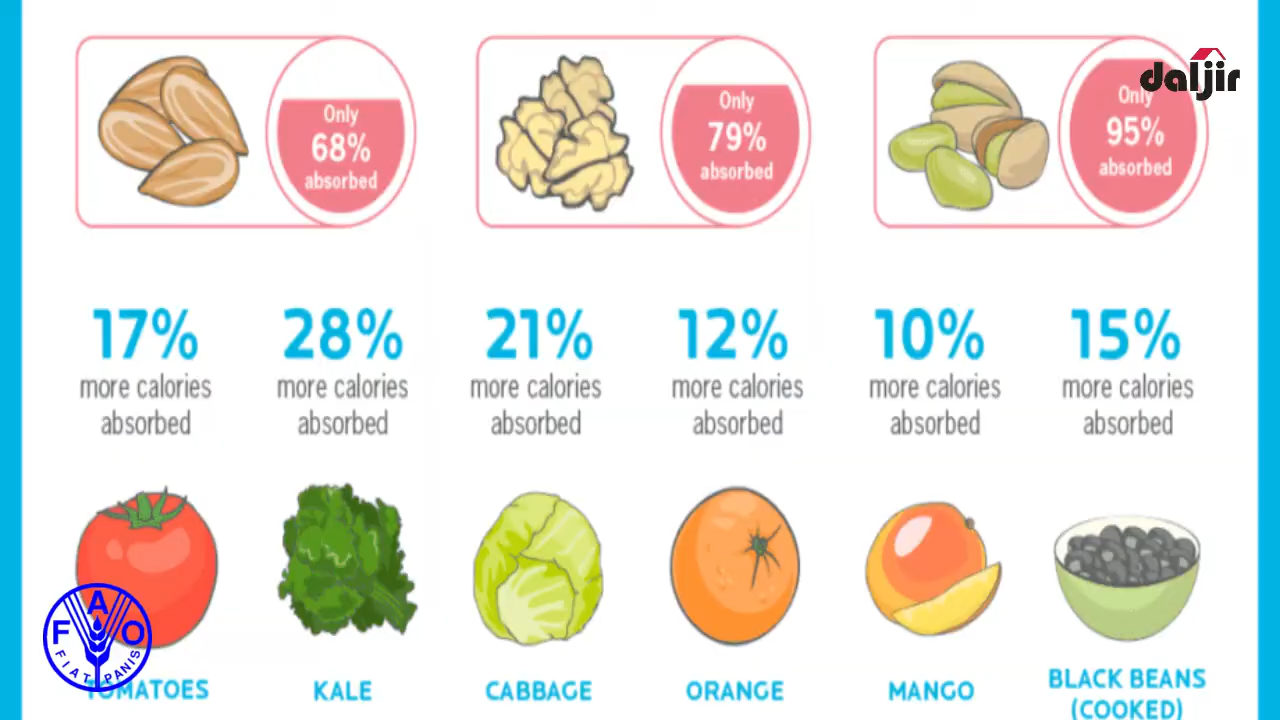 daljir
Only
68%
absorbed
Only
79%
absorbed
Only
95%
absorbed
17%
more calories
absorbed
28%
more calories
absorbed
21%
more calories
absorbed
12%
more calories
absorbed
10%
more calories
absorbed
15%
more calories
absorbed
TOMATOES
KALE
CABBAGE
ORANGE
MANGO
BLACK BEANS
(COOKED)
F A O
FIAT PANIS